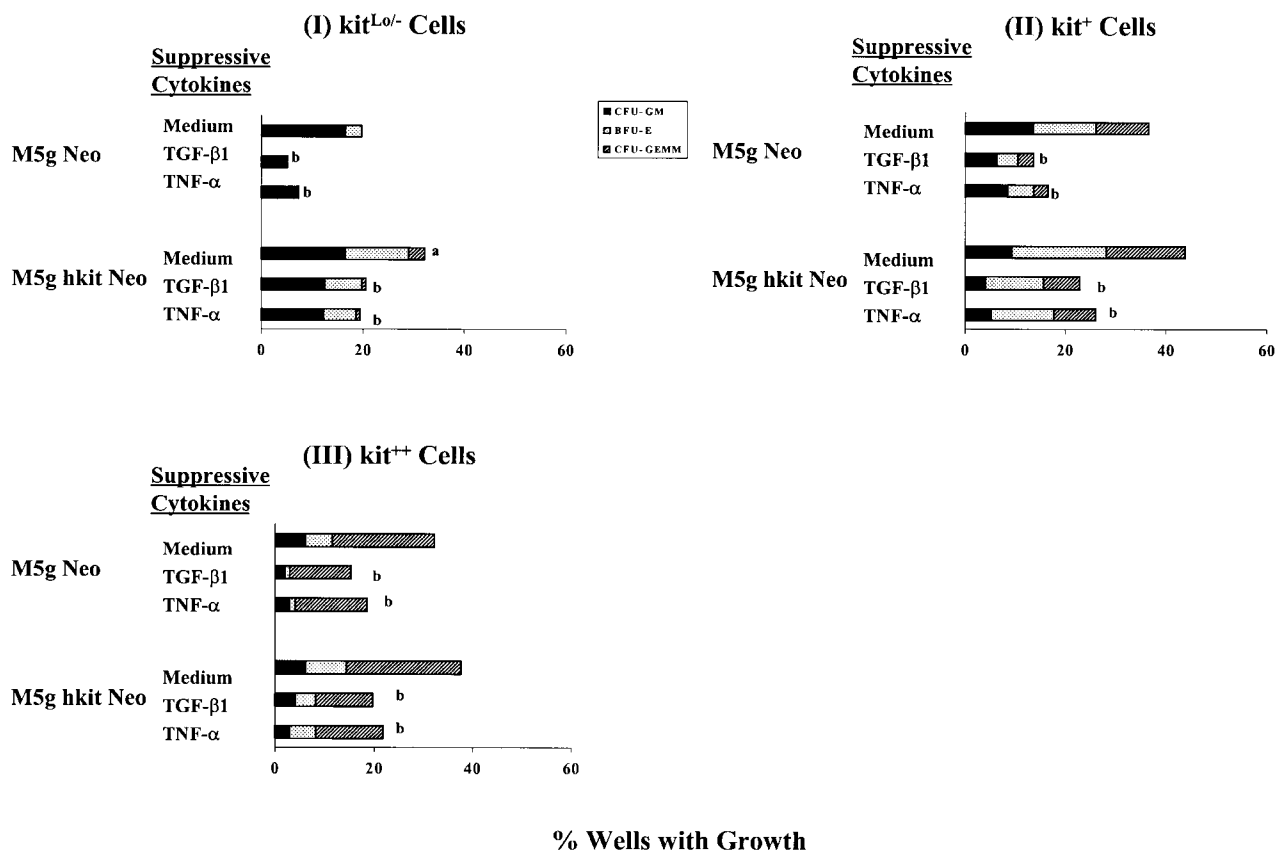 (I) kitLo/- Cells
Suppressive
Cytokines
M5g Neo
Medium
TGF-β1
b
TNF-α
b
M5g hkit Neo
Medium
a
TGF-β1
b
TNF-α
b
0 20 40 60
CFU-GM
BFU-E
CFU-GEMM
(II) kit+ Cells
Suppressive
Cytokines
M5g Neo
Medium
TGF-β1
b
TNF-α
b
M5g hkit Neo
Medium
TGF-β1
b
TNF-α
b
0 20 40 60
(III) kit++ Cells
Suppressive
Cytokines
M5g Neo
Medium
TGF-β1
b
TNF-α
b
M5g hkit Neo
Medium
TGF-β1
b
TNF-α
b
0 20 40 60
% Wells with Growth